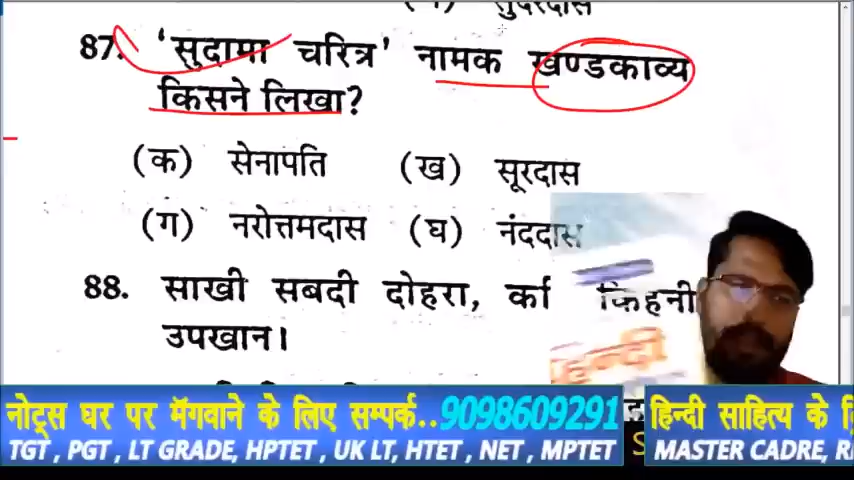 87. 'सुदामा चरित्र' नामक खण्डकाव्य
किसने लिखा?
(क) सेनापति (ख) सूरदास
(ग) नरोत्तमदास (घ) नंददास
88. साखी सबदी दोहरा, किहनी
उपखान।
हिन्दी
नोट्स घर पर मॅगवाने के लिए सम्पर्क..9098609291
हिन्दी साहित्य के
TGT , PGT , LT GRADE, HPTET , UK LT, HTET , NET , MPTET
MASTER CADRE,